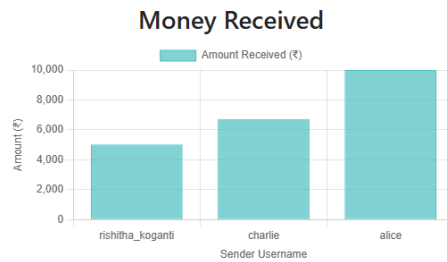 Money Received
Amount Received (₹)
10,000
8,000
6,000
4,000
2,000
0
Amount (₹)
rishitha_koganti charlie alice
Sender Username